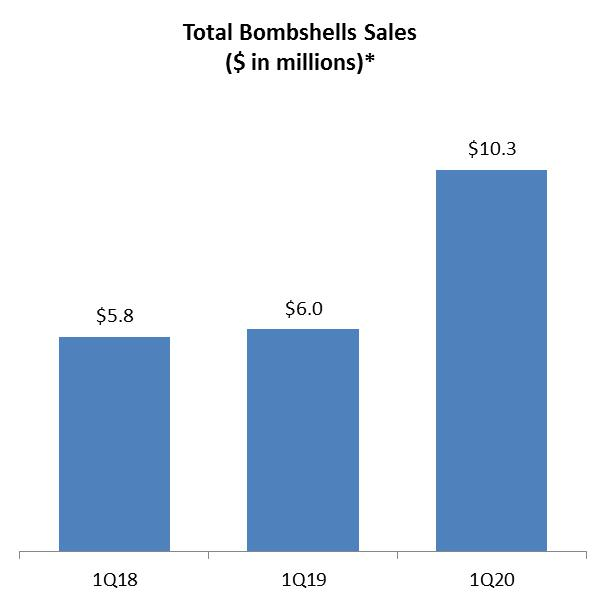 Total Bombshells Sales
($ in millions)*
$10.3
$5.8
$6.0
1Q18
1Q19
1Q20